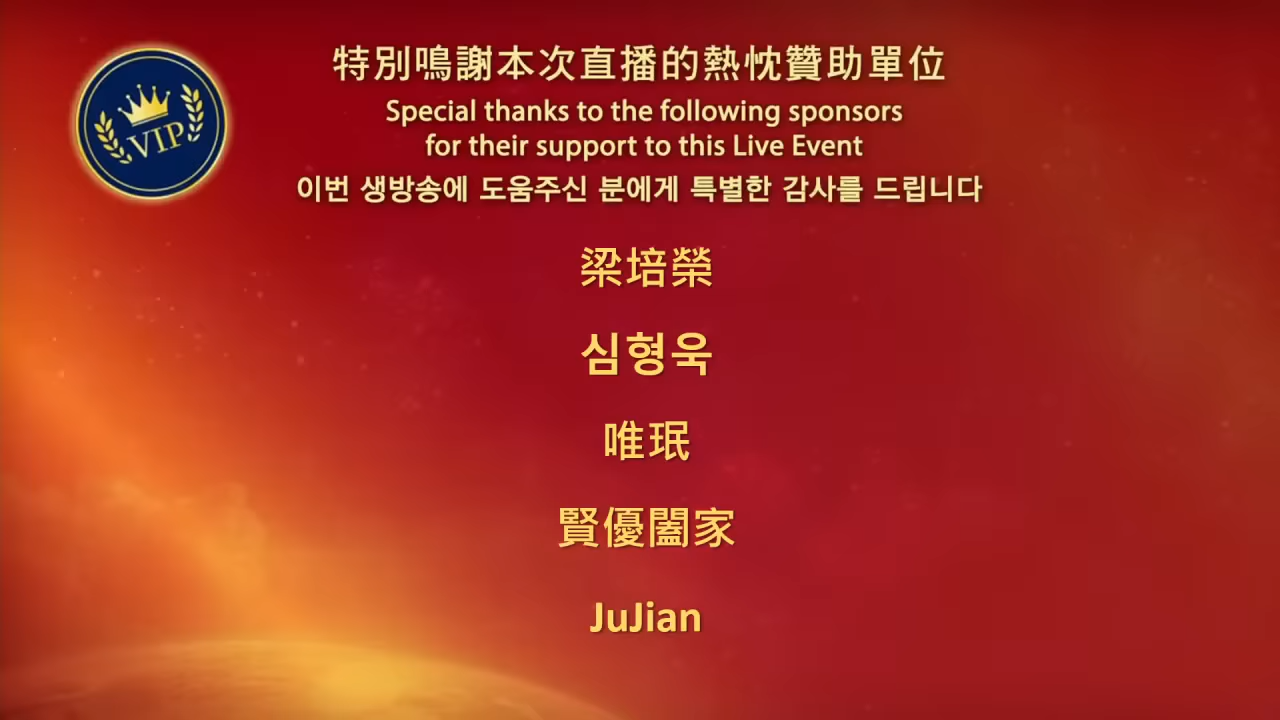 VIP
特別鳴謝本次直播的熱忱贊助單位
Special thanks to the following sponsors
for their support to this Live Event
이번 생방송에 도움주신 분에게 특별한 감사를 드립니다
梁培榮
심형욱
唯珉
賢優闔家
JuJian